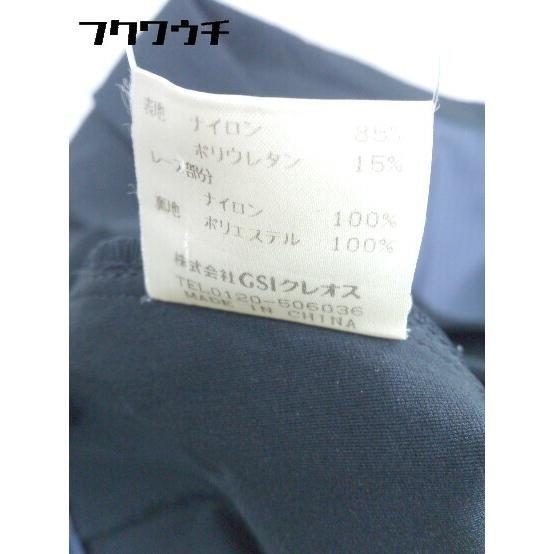 フクワウチ
表地 ナイロン 85%
ポリウレタン 15%
レース部分
ナイロン 100%
裏地 ポリエステル 100%
株式会社GSIクレオス
TEL0120-506036
MADE IN CHINA